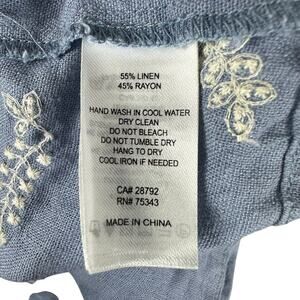 55% LINEN
45% RAYON
HAND WASH IN COOL WATER
DRY CLEAN
DO NOT BLEACH
DO NOT TUMBLE DRY
HANG TO DRY
COOL IRON IF NEEDED
CA# 28792
RN# 75343
MADE IN CHINA